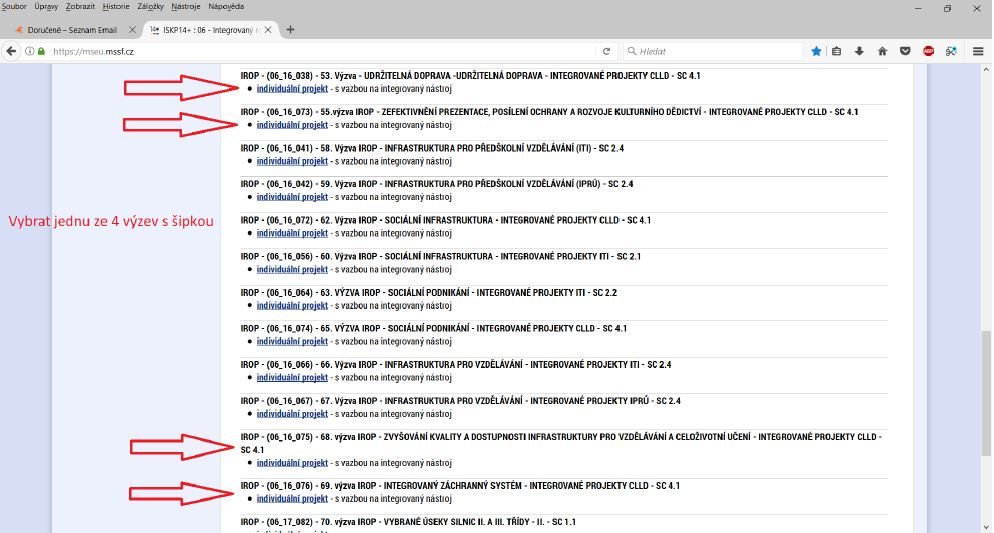 Soubor Úpravy Zobrazit Historie Záložky Nástroje Nápověda
Doručené – Seznam Email
ISKP14+ : 06 - Integrovaný
https://mseu.mssf.cz
Hledat
IROP - (06_16_038) - 53. Výzva - UDRŽITELNÁ DOPRAVA -UDRŽITELNÁ DOPRAVA - INTEGROVANÉ PROJEKTY CLLD - SC 4.1
individuální projekt - s vazbou na integrovaný nástroj
IROP - (06_16_073) - 55.výzva IROP - ZEFEKTIVNĚNÍ PREZENTACE, POSÍLENÍ OCHRANY A ROZVOJE KULTURNÍHO DĚDICTVÍ - INTEGROVANÉ PROJEKTY CLLD - SC 4.1
individuální projekt - s vazbou na integrovaný nástroj
IROP - (06_16_041) - 58. Výzva IROP - INFRASTRUKTURA PRO PŘEDŠKOLNÍ VZDĚLÁVÁNÍ (ITI) - SC 2.4
individuální projekt - s vazbou na integrovaný nástroj
IROP - (06_16_042) - 59. Výzva IROP - INFRASTRUKTURA PRO PŘEDŠKOLNÍ VZDĚLÁVÁNÍ (IPRÚ) - SC 2.4
individuální projekt - s vazbou na integrovaný nástroj
Vybrat jednu ze 4 výzev s šipkou
IROP - (06_16_072) - 62. Výzva IROP - SOCIÁLNÍ INFRASTRUKTURA - INTEGROVANÉ PROJEKTY CLLD - SC 4.1
individuální projekt - s vazbou na integrovaný nástroj
IROP - (06_16_056) - 60. Výzva IROP - SOCIÁLNÍ INFRASTRUKTURA - INTEGROVANÉ PROJEKTY ITI - SC 2.1
individuální projekt - s vazbou na integrovaný nástroj
IROP - (06_16_064) - 63. VÝZVA IROP - SOCIÁLNÍ PODNIKÁNÍ - INTEGROVANÉ PROJEKTY ITI - SC 2.2
individuální projekt - s vazbou na integrovaný nástroj
IROP - (06_16_074) - 65. VÝZVA IROP - SOCIÁLNÍ PODNIKÁNÍ - INTEGROVANÉ PROJEKTY CLLD - SC 4.1
individuální projekt - s vazbou na integrovaný nástroj
IROP - (06_16_066) - 66. Výzva IROP - INFRASTRUKTURA PRO VZDĚLÁVÁNÍ - INTEGROVANÉ PROJEKTY ITI - SC 2.4
individuální projekt - s vazbou na integrovaný nástroj
IROP - (06_16_067) - 67. Výzva IROP - INFRASTRUKTURA PRO VZDĚLÁVÁNÍ - INTEGROVANÉ PROJEKTY IPRÚ - SC 2.4
individuální projekt - s vazbou na integrovaný nástroj
IROP - (06_16_075) - 68. výzva IROP - ZVYŠOVÁNÍ KVALITY A DOSTUPNOSTI INFRASTRUKTURY PRO VZDĚLÁVÁNÍ A CELOŽIVOTNÍ UČENÍ - INTEGROVANÉ PROJEKTY CLLD -
SC 4.1
individuální projekt - s vazbou na integrovaný nástroj
IROP - (06_16_076) - 69. výzva IROP - INTEGROVANÝ ZÁCHRANNÝ SYSTÉM - INTEGROVANÉ PROJEKTY CLLD - SC 4.1
individuální projekt - s vazbou na integrovaný nástroj
IROP - (06_17_082) - 70. výzva IROP - VYBRANÉ ÚSEKY SILNIC II. A III. TŘÍDY - II. - SC 1.1